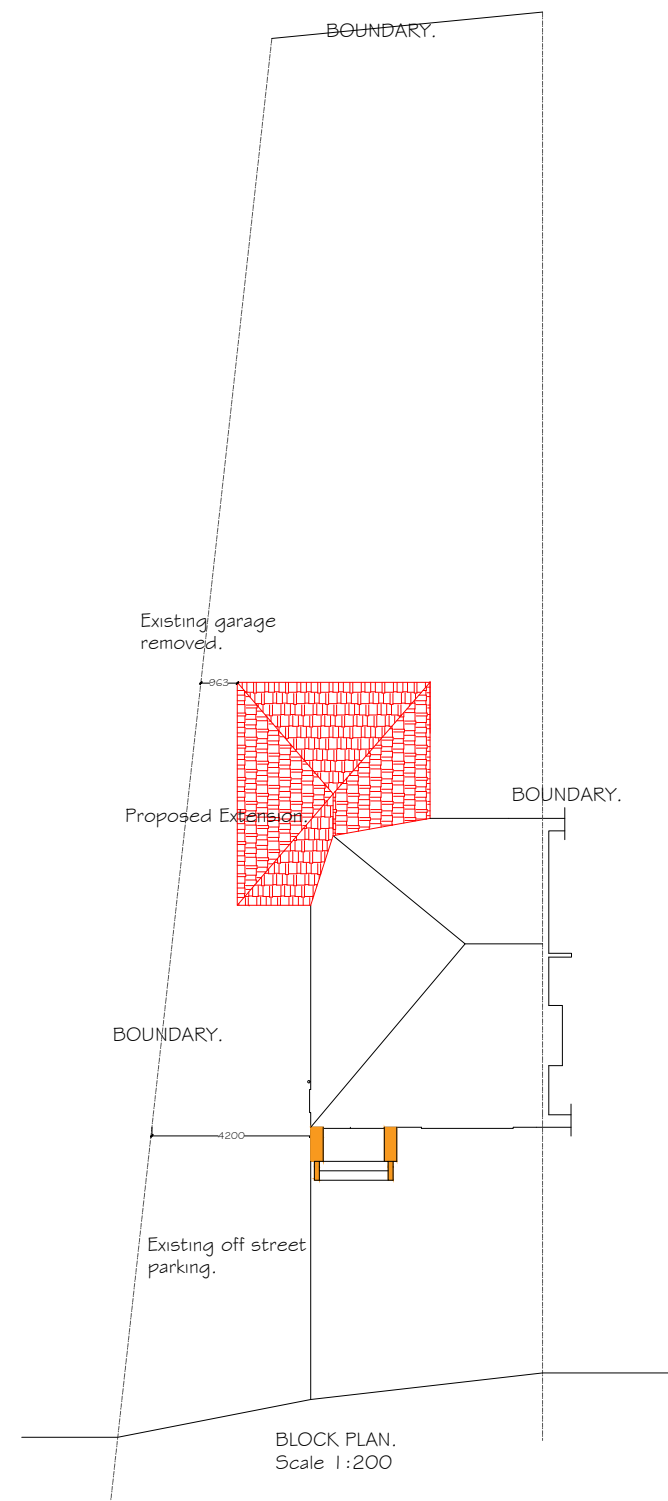 BOUNDARY.
Existing garage
removed.
963
BOUNDARY.
Proposed Extension.
BOUNDARY.
4200
Existing off street
parking.
BLOCK PLAN.
Scale 1:200